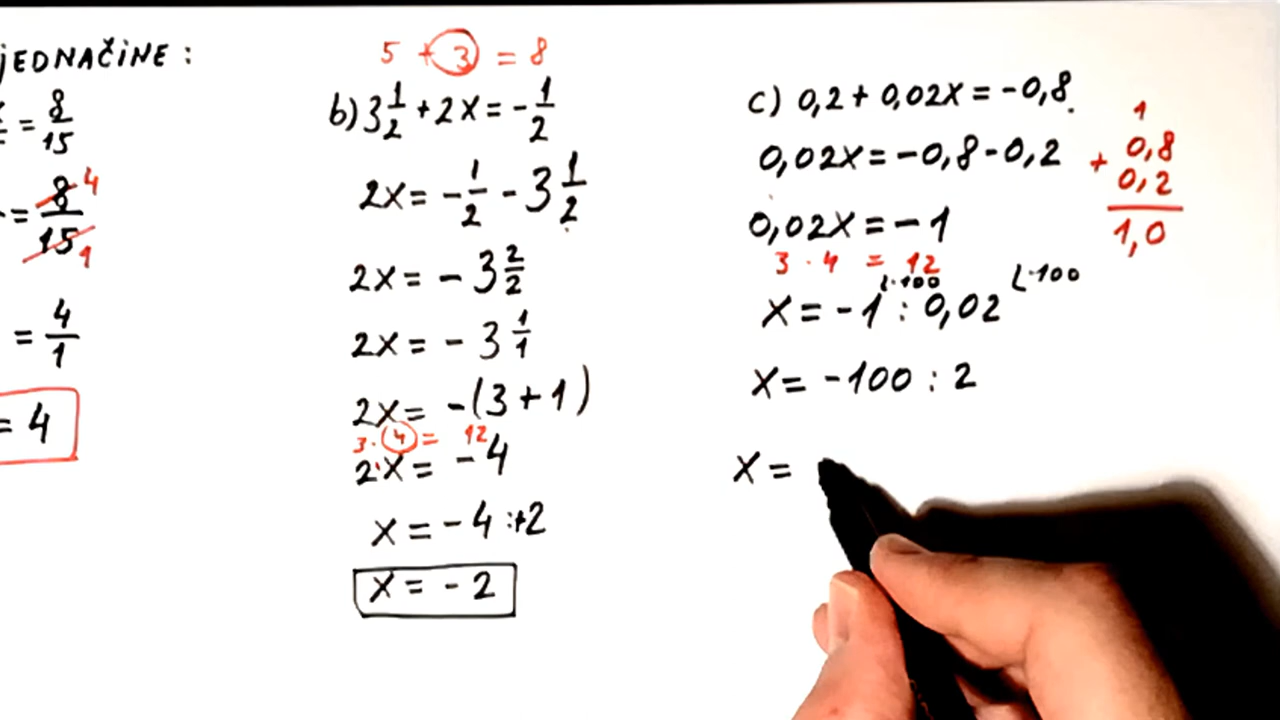 JEDNAČINE :
= 8/15
= 8/15 4 1
= 4/1
= 4
5 + 3 = 8
b) 3 1/2 + 2x = - 1/2
2x = - 1/2 - 3 1/2
2x = - 3 2/2
2x = - 3 1/1
2x = -(3 + 1)
3 · 4 = 12
2·x = - 4
x = - 4 :+2
x = - 2
c) 0,2 + 0,02x = -0,8
0,02x = -0,8 - 0,2
0,02x = - 1
3 · 4 = 12
/·100 /·100
x = -1 : 0,02
x = -100 : 2
x =
1
0,8
+ 0,2
1,0